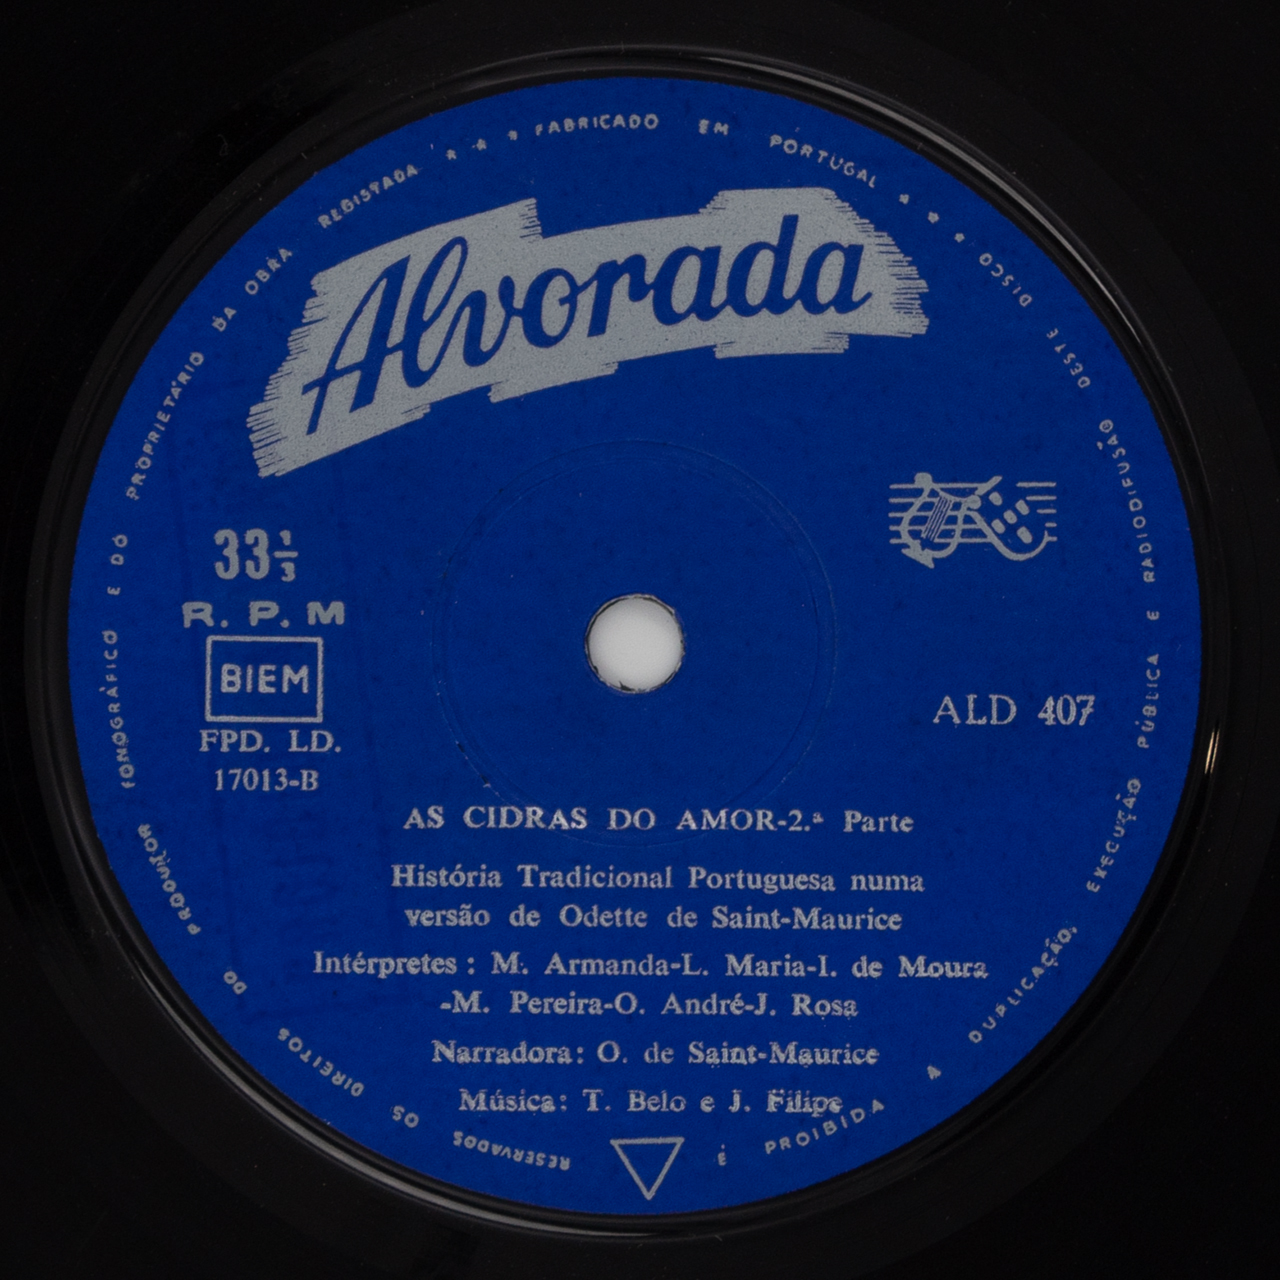 RESERVADOS OS DIREITOS DO PRODUTOR FONOGRÁFICO E DO PROPRIETÁRIO DA OBRA REGISTADA * * * FABRICADO EM PORTUGAL * * * DISCO DESTE RADIODIFUSÃO E PÚBLICA EXECUÇÃO DUPLICAÇÃO, A PROIBIDA É
Alvorada
33 1/3
R. P. M
BIEM
FPD. LD.
17013-B
ALD 407
AS CIDRAS DO AMOR-2.ª Parte
História Tradicional Portuguesa numa
versão de Odette de Saint-Maurice
Intérpretes : M. Armanda-L. Maria-I. de Moura
-M. Pereira-O. André-J. Rosa
Narradora: O. de Saint-Maurice
Música: T. Belo e J. Filipe